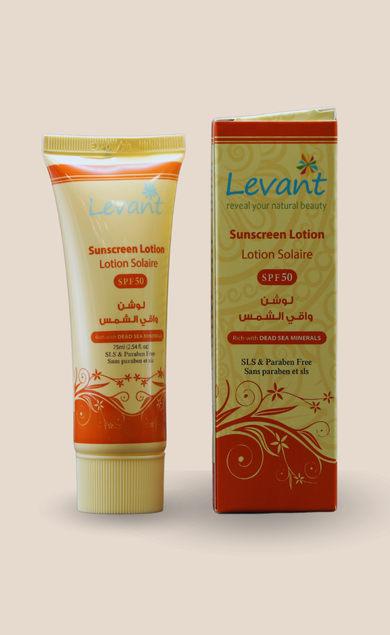 Levant
Sunscreen Lotion
Lotion Solaire
SPF 50
لوشن
واقي الشمس
Rich with DEAD SEA MINERALS
75ml (2.54 fl. oz)
SLS & Paraben Free
Sans paraben et sls
Levant
reveal your natural beauty
Sunscreen Lotion
Lotion Solaire
SPF 50
لوشن
واقي الشمس
Rich with DEAD SEA MINERALS
SLS & Paraben Free
Sans paraben et sls